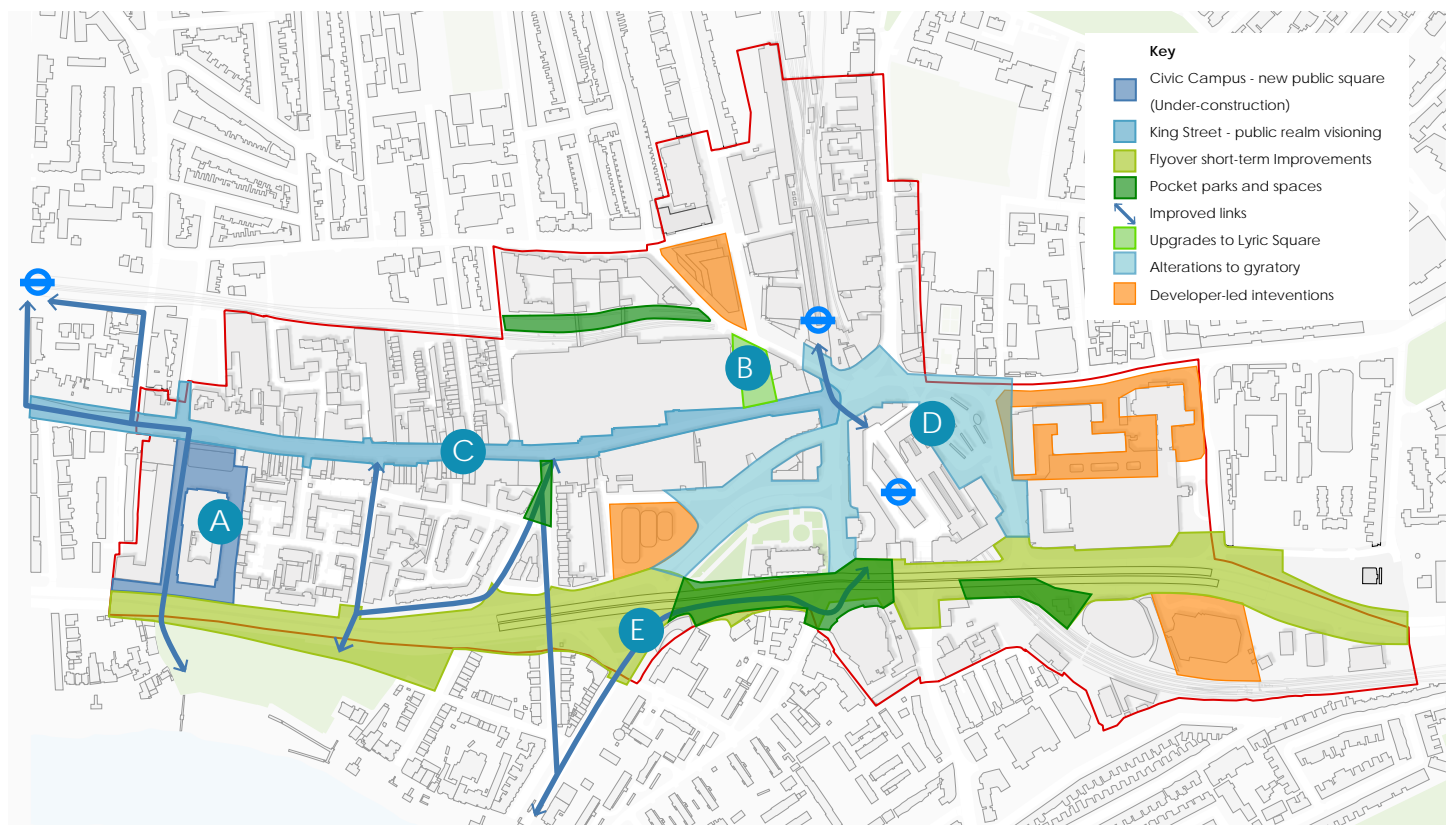 Key
Civic Campus - new public square
(Under-construction)
King Street - public realm visioning
Flyover short-term Improvements
Pocket parks and spaces
Improved links
Upgrades to Lyric Square
Alterations to gyratory
Developer-led inteventions
B
D
C
A
E